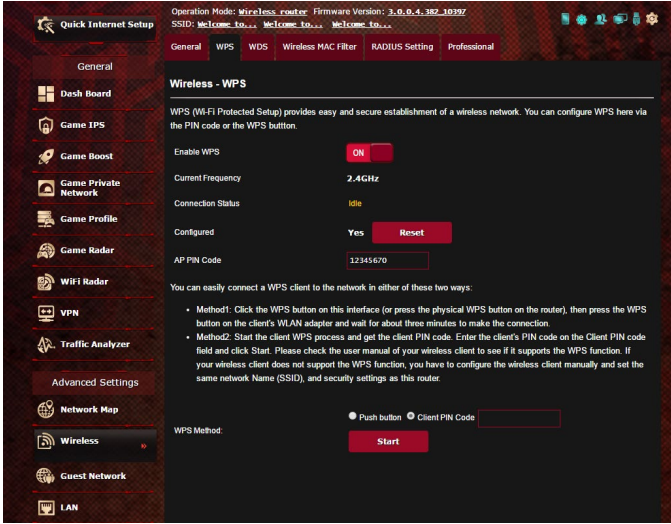 Quick Internet Setup
Operation Mode: Wireless router Firmware Version: 3.0.0.4.382_10397
SSID: Welcome to... Welcome to... Welcome to...
General WPS WDS Wireless MAC Filter RADIUS Setting Professional
General
Dash Board
Game IPS
Game Boost
Game Private
Network
Game Profile
Game Radar
WiFi Radar
VPN
Traffic Analyzer
Advanced Settings
Network Map
Wireless
Guest Network
LAN
Wireless - WPS
WPS (Wi-Fi Protected Setup) provides easy and secure establishment of a wireless network. You can configure WPS here via
the PIN code or the WPS buttton.
Enable WPS ON
Current Frequency 2.4GHz
Connection Status Idle
Configured Yes Reset
AP PIN Code 12345670
You can easily connect a WPS client to the network in either of these two ways:
• Method1: Click the WPS button on this interface (or press the physical WPS button on the router), then press the WPS
button on the client's WLAN adapter and wait for about three minutes to make the connection.
• Method2: Start the client WPS process and get the client PIN code. Enter the client's PIN code on the Client PIN code
field and click Start. Please check the user manual of your wireless client to see if it supports the WPS function. If
your wireless client does not support the WPS function, you have to configure the wireless client manually and set the
same network Name (SSID), and security settings as this router.
WPS Method:
Push button Client PIN Code
Start